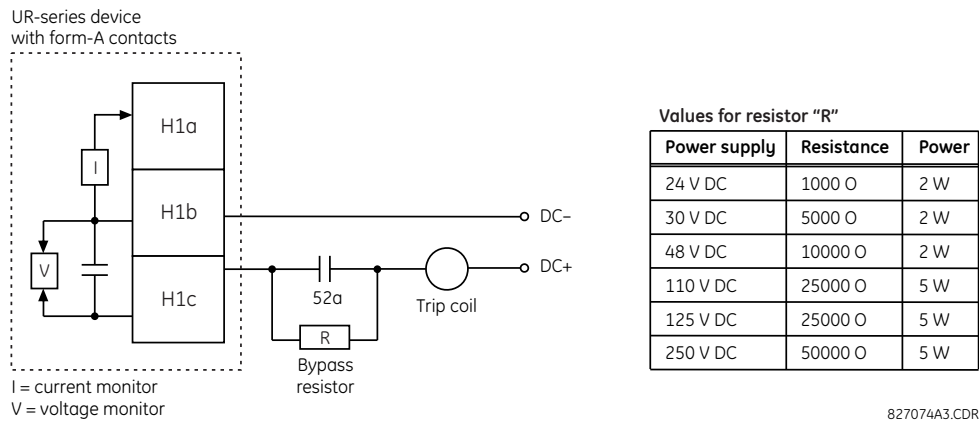 UR-series device
with form-A contacts
H1a
I
H1b
V
H1c
DC–
DC+
52a
Trip coil
R
Bypass
resistor
I = current monitor
V = voltage monitor
Values for resistor “R”
Power supply Resistance Power
24 V DC 1000 O 2 W
30 V DC 5000 O 2 W
48 V DC 10000 O 2 W
110 V DC 25000 O 5 W
125 V DC 25000 O 5 W
250 V DC 50000 O 5 W
827074A3.CDR